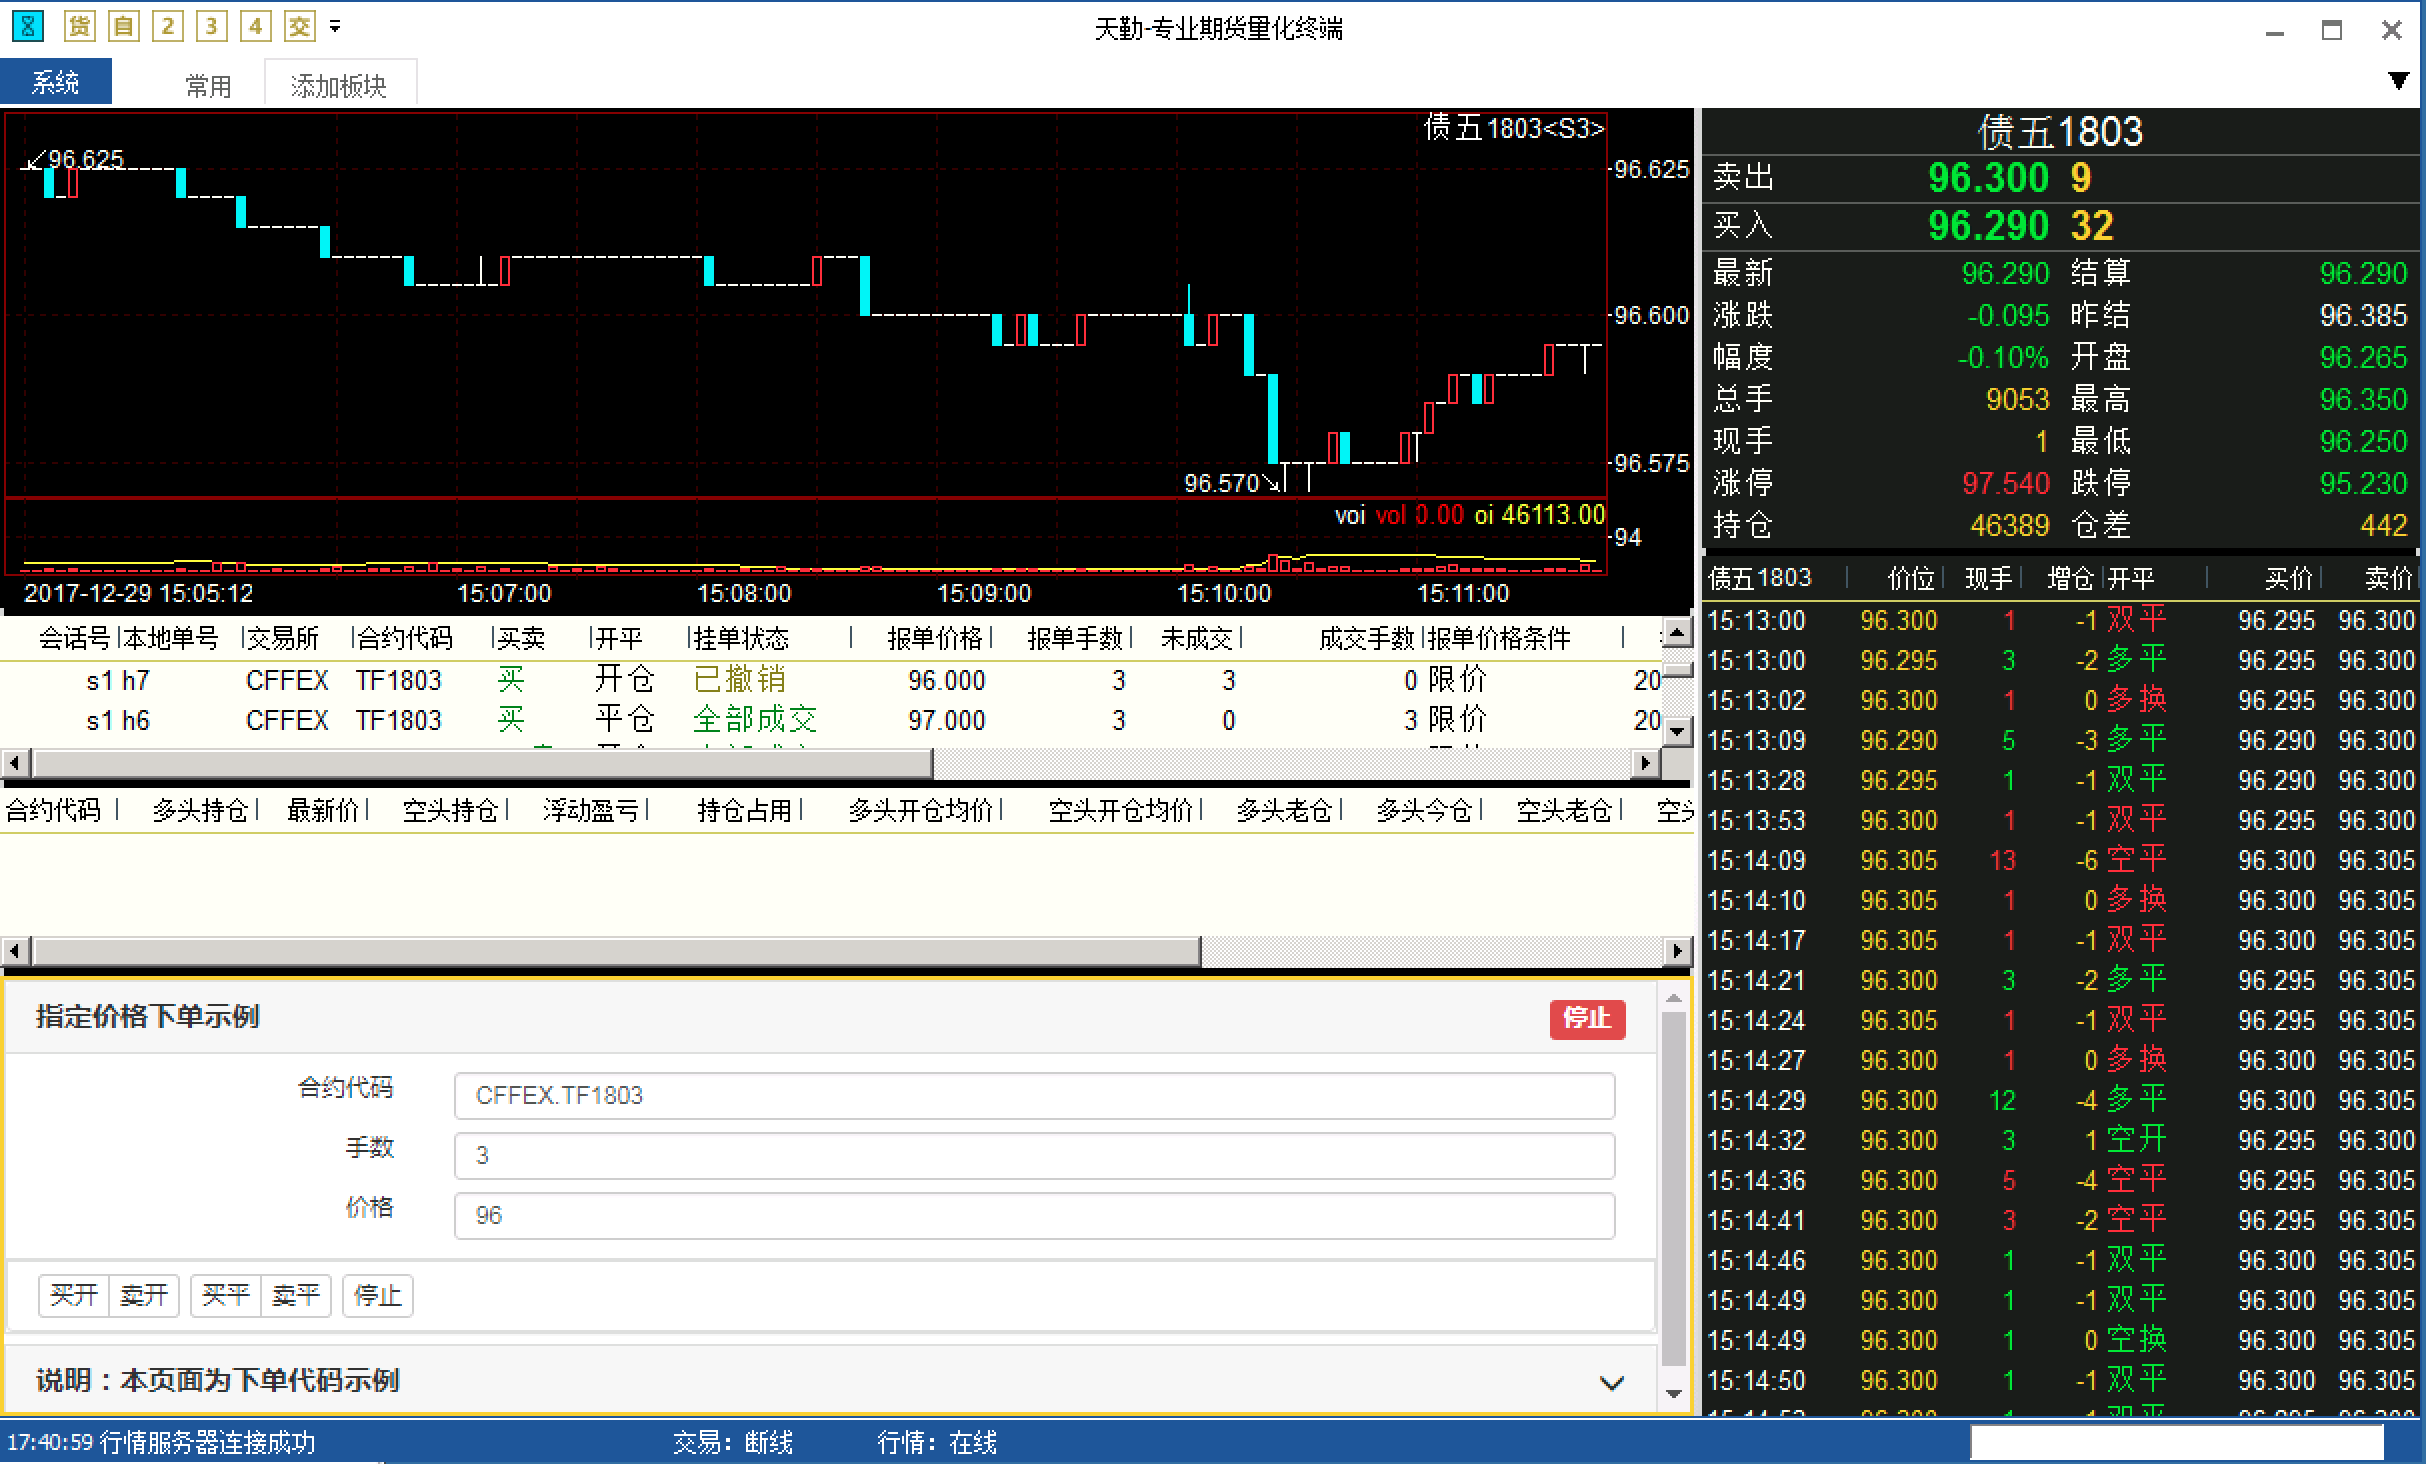 货 自 2 3 4 交
天勤-专业期货量化终端
系统 常用 添加板块
债五1803<S3>
96.625
96.625
96.600
96.575
96.570
voi vol 0.00 oi 46113.00
94
2017-12-29 15:05:12 15:07:00 15:08:00 15:09:00 15:10:00 15:11:00
会话号 本地单号 交易所 合约代码 买卖 开平 挂单状态 报单价格 报单手数 未成交 成交手数 报单价格条件
s1 h7 CFFEX TF1803 买 开仓 已撤销 96.000 3 3 0 限价 20
s1 h6 CFFEX TF1803 买 平仓 全部成交 97.000 3 0 3 限价 20
合约代码 多头持仓 最新价 空头持仓 浮动盈亏 持仓占用 多头开仓均价 空头开仓均价 多头老仓 多头今仓 空头老仓 空头
指定价格下单示例 停止
合约代码 CFFEX.TF1803
手数 3
价格 96
买开 卖开 买平 卖平 停止
说明：本页面为下单代码示例
债五1803
卖出 96.300 9
买入 96.290 32
最新 96.290 结算 96.290
涨跌 -0.095 昨结 96.385
幅度 -0.10% 开盘 96.265
总手 9053 最高 96.350
现手 1 最低 96.250
涨停 97.540 跌停 95.230
持仓 46389 仓差 442
债五1803 价位 现手 增仓 开平 买价 卖价
15:13:00 96.300 1 -1 双平 96.295 96.300
15:13:00 96.295 3 -2 多平 96.295 96.300
15:13:02 96.300 1 0 多换 96.295 96.300
15:13:09 96.290 5 -3 多平 96.290 96.300
15:13:28 96.295 1 -1 双平 96.290 96.300
15:13:53 96.300 1 -1 双平 96.295 96.300
15:14:09 96.305 13 -6 空平 96.300 96.305
15:14:10 96.305 1 0 多换 96.300 96.305
15:14:17 96.305 1 -1 双平 96.300 96.305
15:14:21 96.300 3 -2 多平 96.295 96.305
15:14:24 96.305 1 -1 双平 96.295 96.305
15:14:27 96.300 1 0 多换 96.300 96.305
15:14:29 96.300 12 -4 多平 96.300 96.305
15:14:32 96.300 3 1 空开 96.295 96.300
15:14:36 96.300 5 -4 空平 96.295 96.305
15:14:41 96.300 3 -2 空平 96.295 96.305
15:14:46 96.300 1 -1 双平 96.300 96.305
15:14:49 96.300 1 -1 双平 96.300 96.305
15:14:49 96.300 1 0 空换 96.300 96.305
15:14:50 96.300 1 -1 双平 96.300 96.305
17:40:59 行情服务器连接成功 交易：断线 行情：在线